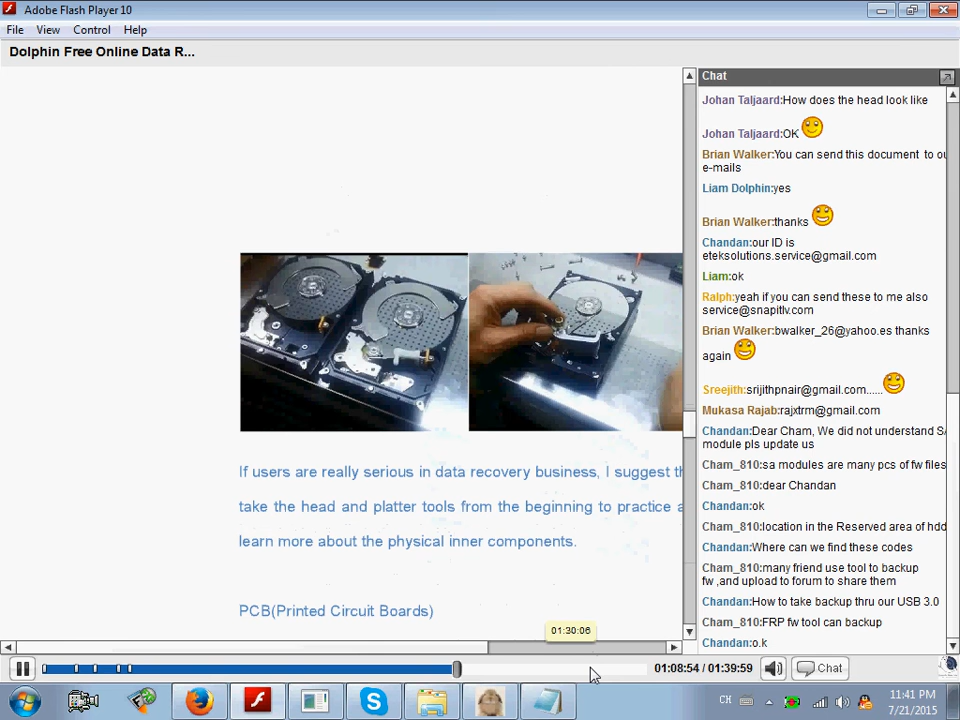 Adobe Flash Player 10
File View Control Help
Dolphin Free Online Data R...
Chat
Johan Taljaard:How does the head look like
Johan Taljaard:OK
Brian Walker:You can send this document to ou
e-mails
Liam Dolphin:yes
Brian Walker:thanks
Chandan:our ID is
eteksolutions.service@gmail.com
Liam:ok
Ralph:yeah if you can send these to me also
service@snapitlv.com
Brian Walker:bwalker_26@yahoo.es thanks
again
Sreejith:srijithpnair@gmail.com......
Mukasa Rajab:rajxtrm@gmail.com
Chandan:Dear Cham, We did not understand SA
module pls update us
Cham_810:sa modules are many pcs of fw files
Cham_810:dear Chandan
Chandan:ok
Cham_810:location in the Reserved area of hdd
Chandan:Where can we find these codes
Cham_810:many friend use tool to backup
fw ,and upload to forum to share them
Chandan:How to take backup thru our USB 3.0
Cham_810:FRP fw tool can backup
Chandan:o.k
If users are really serious in data recovery business, I suggest th
take the head and platter tools from the beginning to practice a
learn more about the physical inner components.
PCB(Printed Circuit Boards)
01:30:06
01:08:54 / 01:39:59
Chat
CH
11:41 PM
7/21/2015